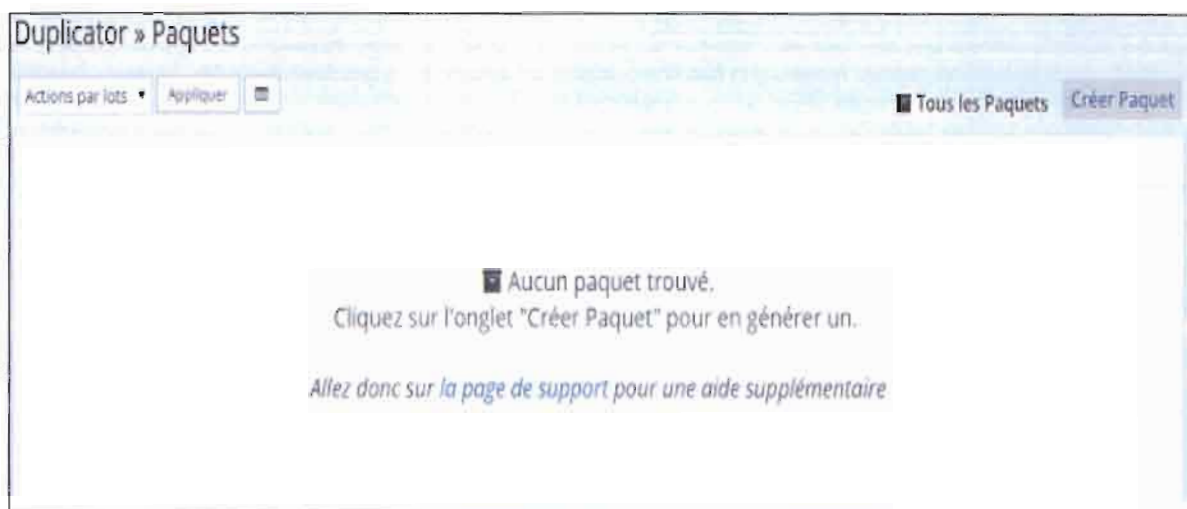 Duplicator » Paquets
Actions par lots Appliquer
Tous les Paquets Créer Paquet
Aucun paquet trouvé.
Cliquez sur l'onglet "Créer Paquet" pour en générer un.
Allez donc sur la page de support pour une aide supplémentaire